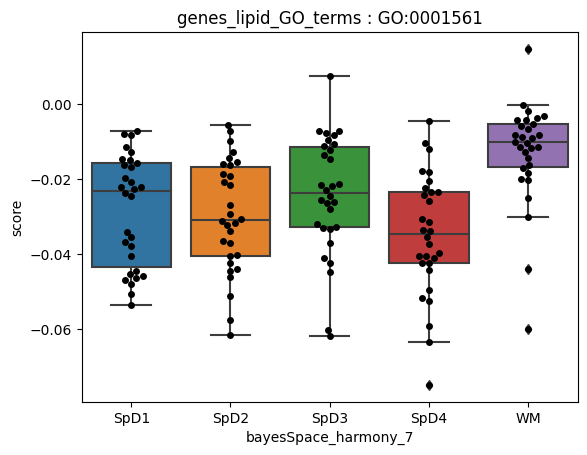 genes_lipid_GO_terms : GO:0001561
0.00
−0.02
−0.04
−0.06
score
SpD1 SpD2 SpD3 SpD4 WM
bayesSpace_harmony_7